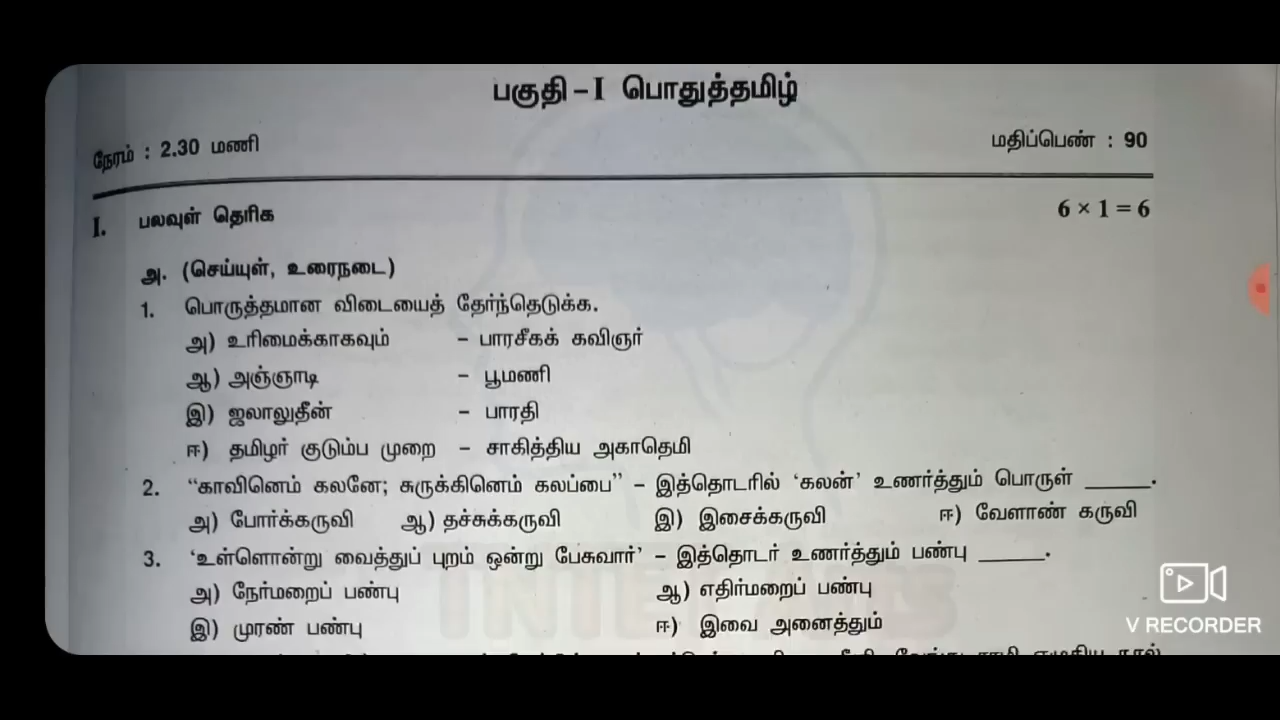 பகுதி – I பொதுத்தமிழ்
நேரம் : 2.30 மணி மதிப்பெண் : 90
I. பலவுள் தெரிக 6 × 1 = 6
அ. (செய்யுள், உரைநடை)
1. பொருத்தமான விடையைத் தேர்ந்தெடுக்க.
அ) உரிமைக்காகவும் – பாரசீகக் கவிஞர்
ஆ) அஞ்ஞாடி – பூமணி
இ) ஜலாலுதீன் – பாரதி
ஈ) தமிழர் குடும்ப முறை – சாகித்திய அகாதெமி
2. “காவினெம் கலனே; சுருக்கினெம் கலப்பை” – இத்தொடரில் ‘கலன்’ உணர்த்தும் பொருள் _____.
அ) போர்க்கருவி ஆ) தச்சுக்கருவி இ) இசைக்கருவி ஈ) வேளாண் கருவி
3. ‘உள்ளொன்று வைத்துப் புறம் ஒன்று பேசுவார்’ – இத்தொடர் உணர்த்தும் பண்பு _____.
அ) நேர்மறைப் பண்பு ஆ) எதிர்மறைப் பண்பு
இ) முரண் பண்பு ஈ) இவை அனைத்தும்
V RECORDER